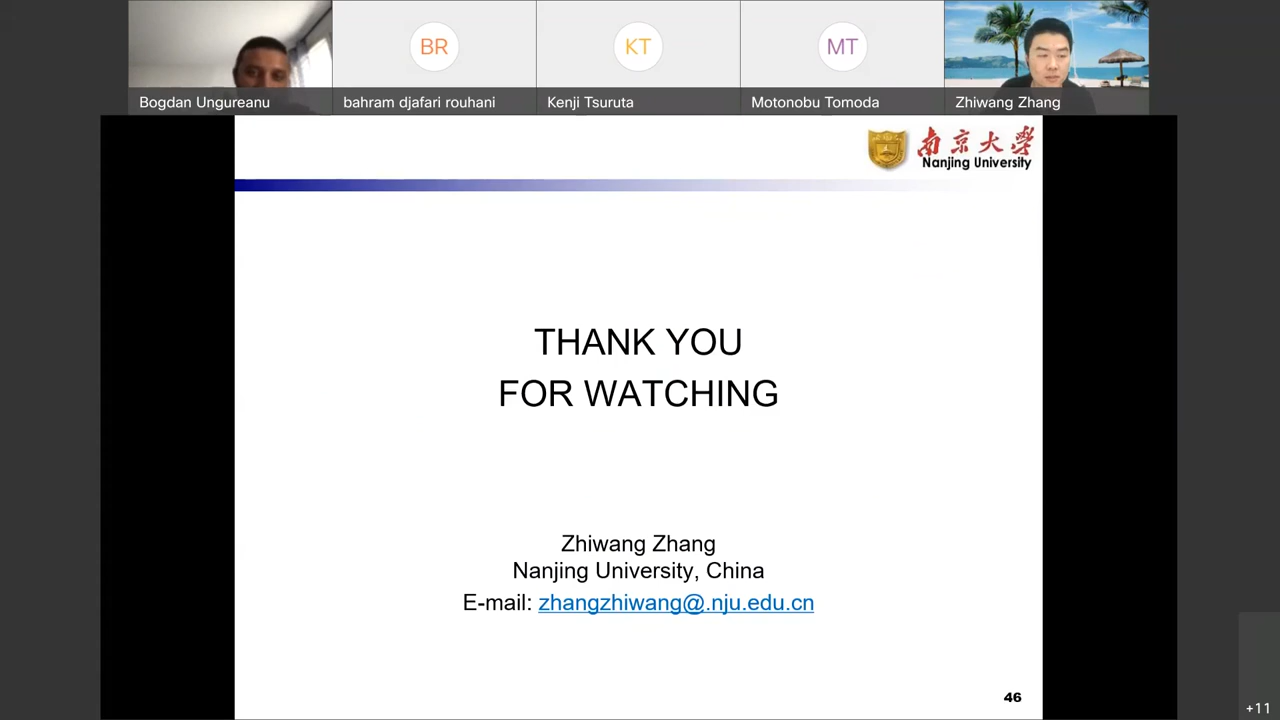 BR
KT
MT
Bogdan Ungureanu
bahram djafari rouhani
Kenji Tsuruta
Motonobu Tomoda
Zhiwang Zhang
南京大学
Nanjing University
THANK YOU
FOR WATCHING
Zhiwang Zhang
Nanjing University, China
E-mail: zhangzhiwang@.nju.edu.cn
46
+11